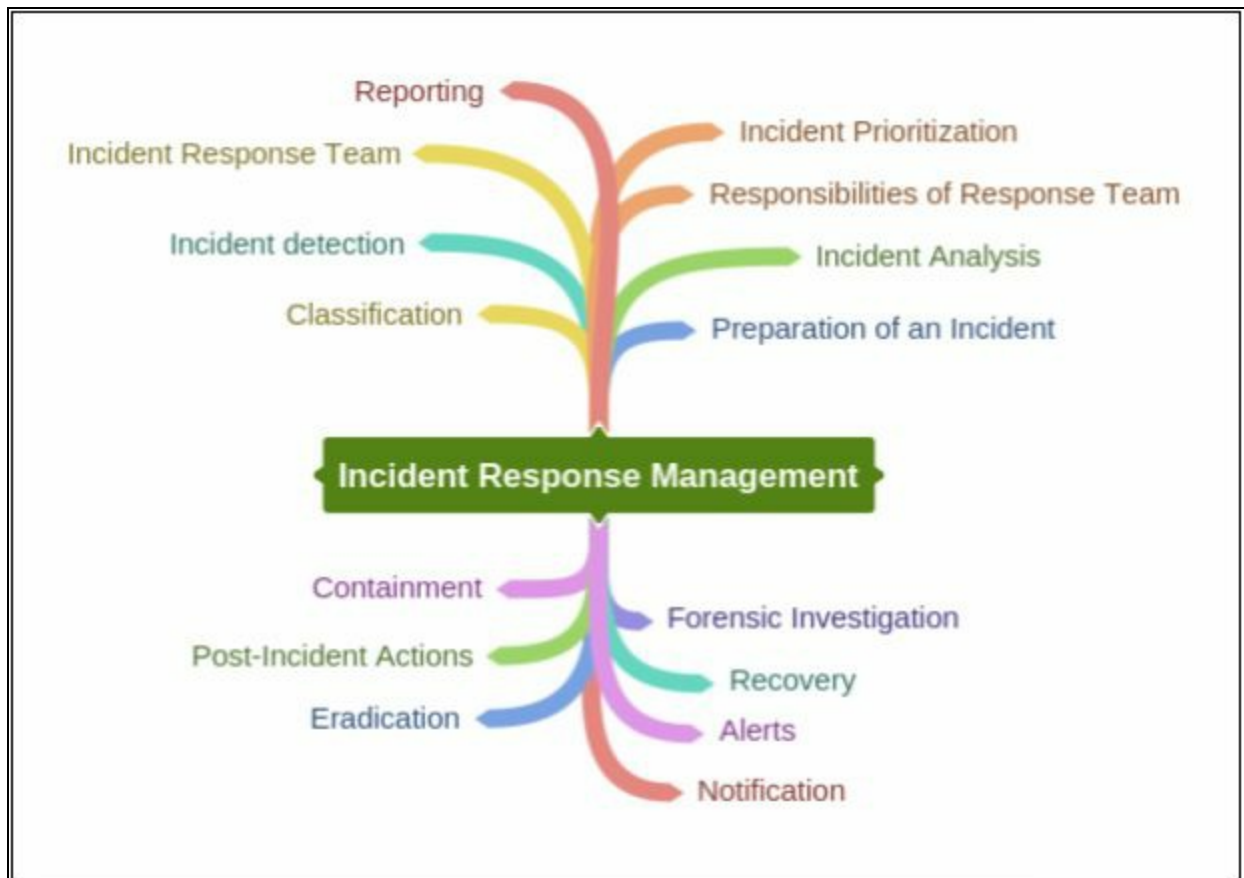 Reporting
Incident Prioritization
Incident Response Team
Responsibilities of Response Team
Incident detection
Incident Analysis
Classification
Preparation of an Incident
Incident Response Management
Containment
Forensic Investigation
Post-Incident Actions
Recovery
Eradication
Alerts
Notification